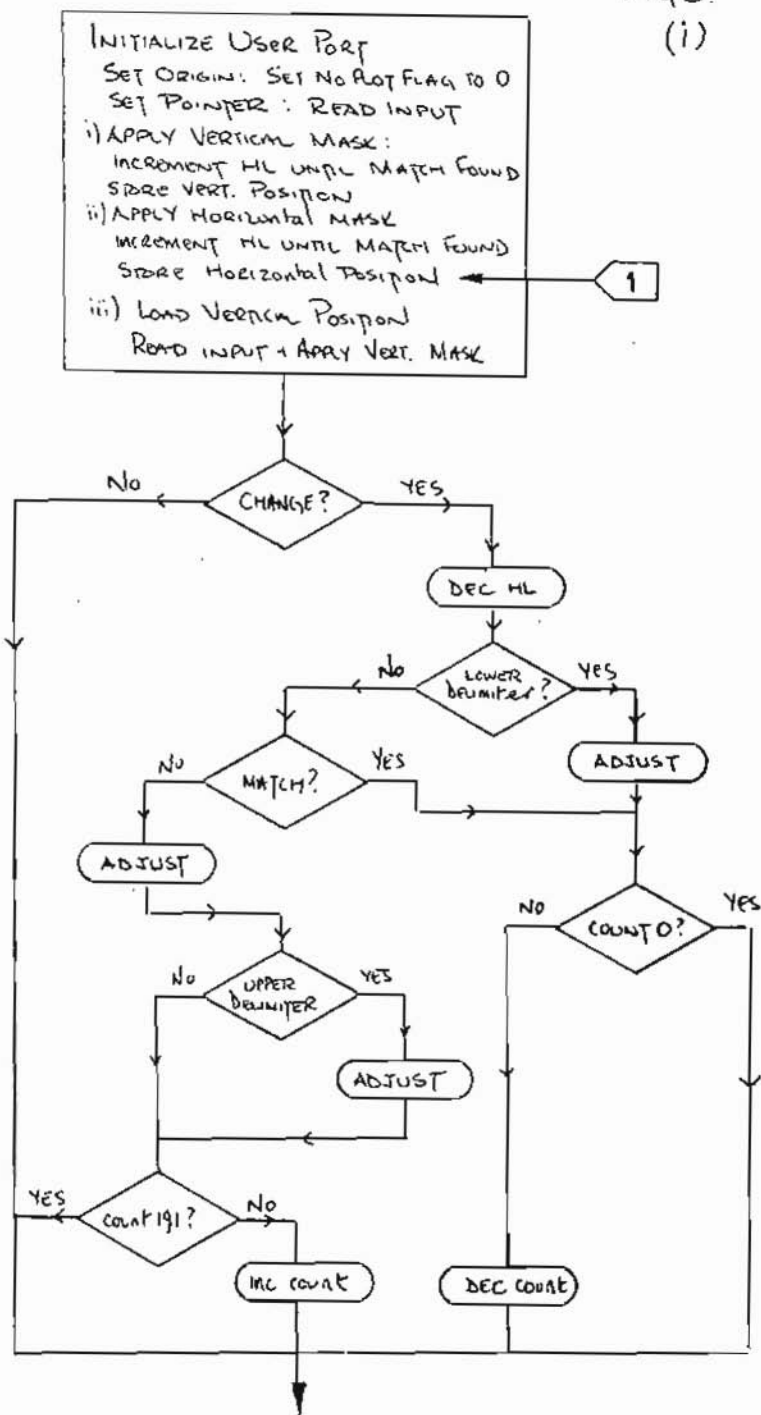 (i)
INITIALIZE USER PORT
SET ORIGIN: SET NO PLOT FLAG TO 0
SET POINTER: READ INPUT
i) APPLY VERTICAL MASK:
INCREMENT HL UNTIL MATCH FOUND
STORE VERT. POSITION
ii) APPLY HORIZONTAL MASK
INCREMENT HL UNTIL MATCH FOUND
STORE HORIZONTAL POSITION
1
iii) LOAD VERTICAL POSITION
READ INPUT + APPLY VERT. MASK
NO
CHANGE?
YES
DEC HL
NO
LOWER
DELIMITER?
YES
NO
MATCH?
YES
ADJUST
ADJUST
NO
COUNT 0?
YES
NO
UPPER
DELIMITER
YES
ADJUST
YES
COUNT 191?
NO
INC COUNT
DEC COUNT